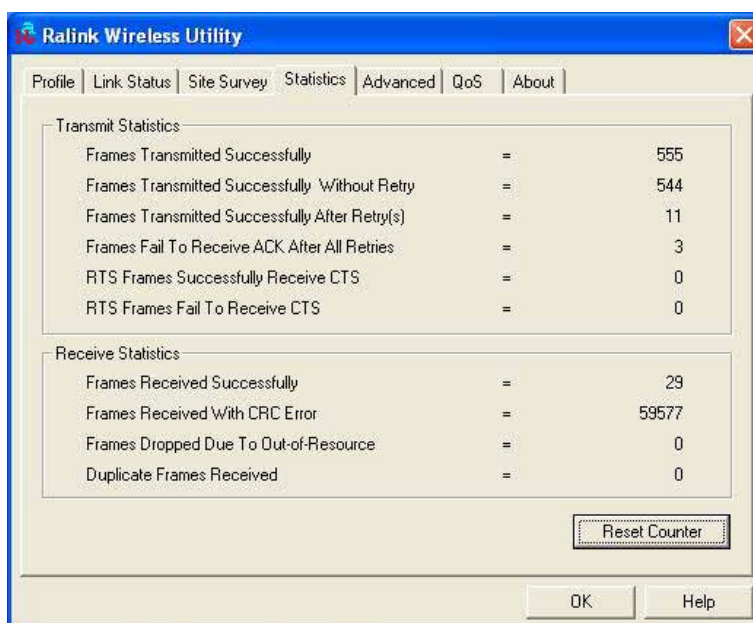 Ralink Wireless Utility
Profile Link Status Site Survey Statistics Advanced QoS About
Transmit Statistics
Frames Transmitted Successfully = 555
Frames Transmitted Successfully Without Retry = 544
Frames Transmitted Successfully After Retry(s) = 11
Frames Fail To Receive ACK After All Retries = 3
RTS Frames Successfully Receive CTS = 0
RTS Frames Fail To Receive CTS = 0
Receive Statistics
Frames Received Successfully = 29
Frames Received With CRC Error = 59577
Frames Dropped Due To Out-of-Resource = 0
Duplicate Frames Received = 0
Reset Counter
OK Help